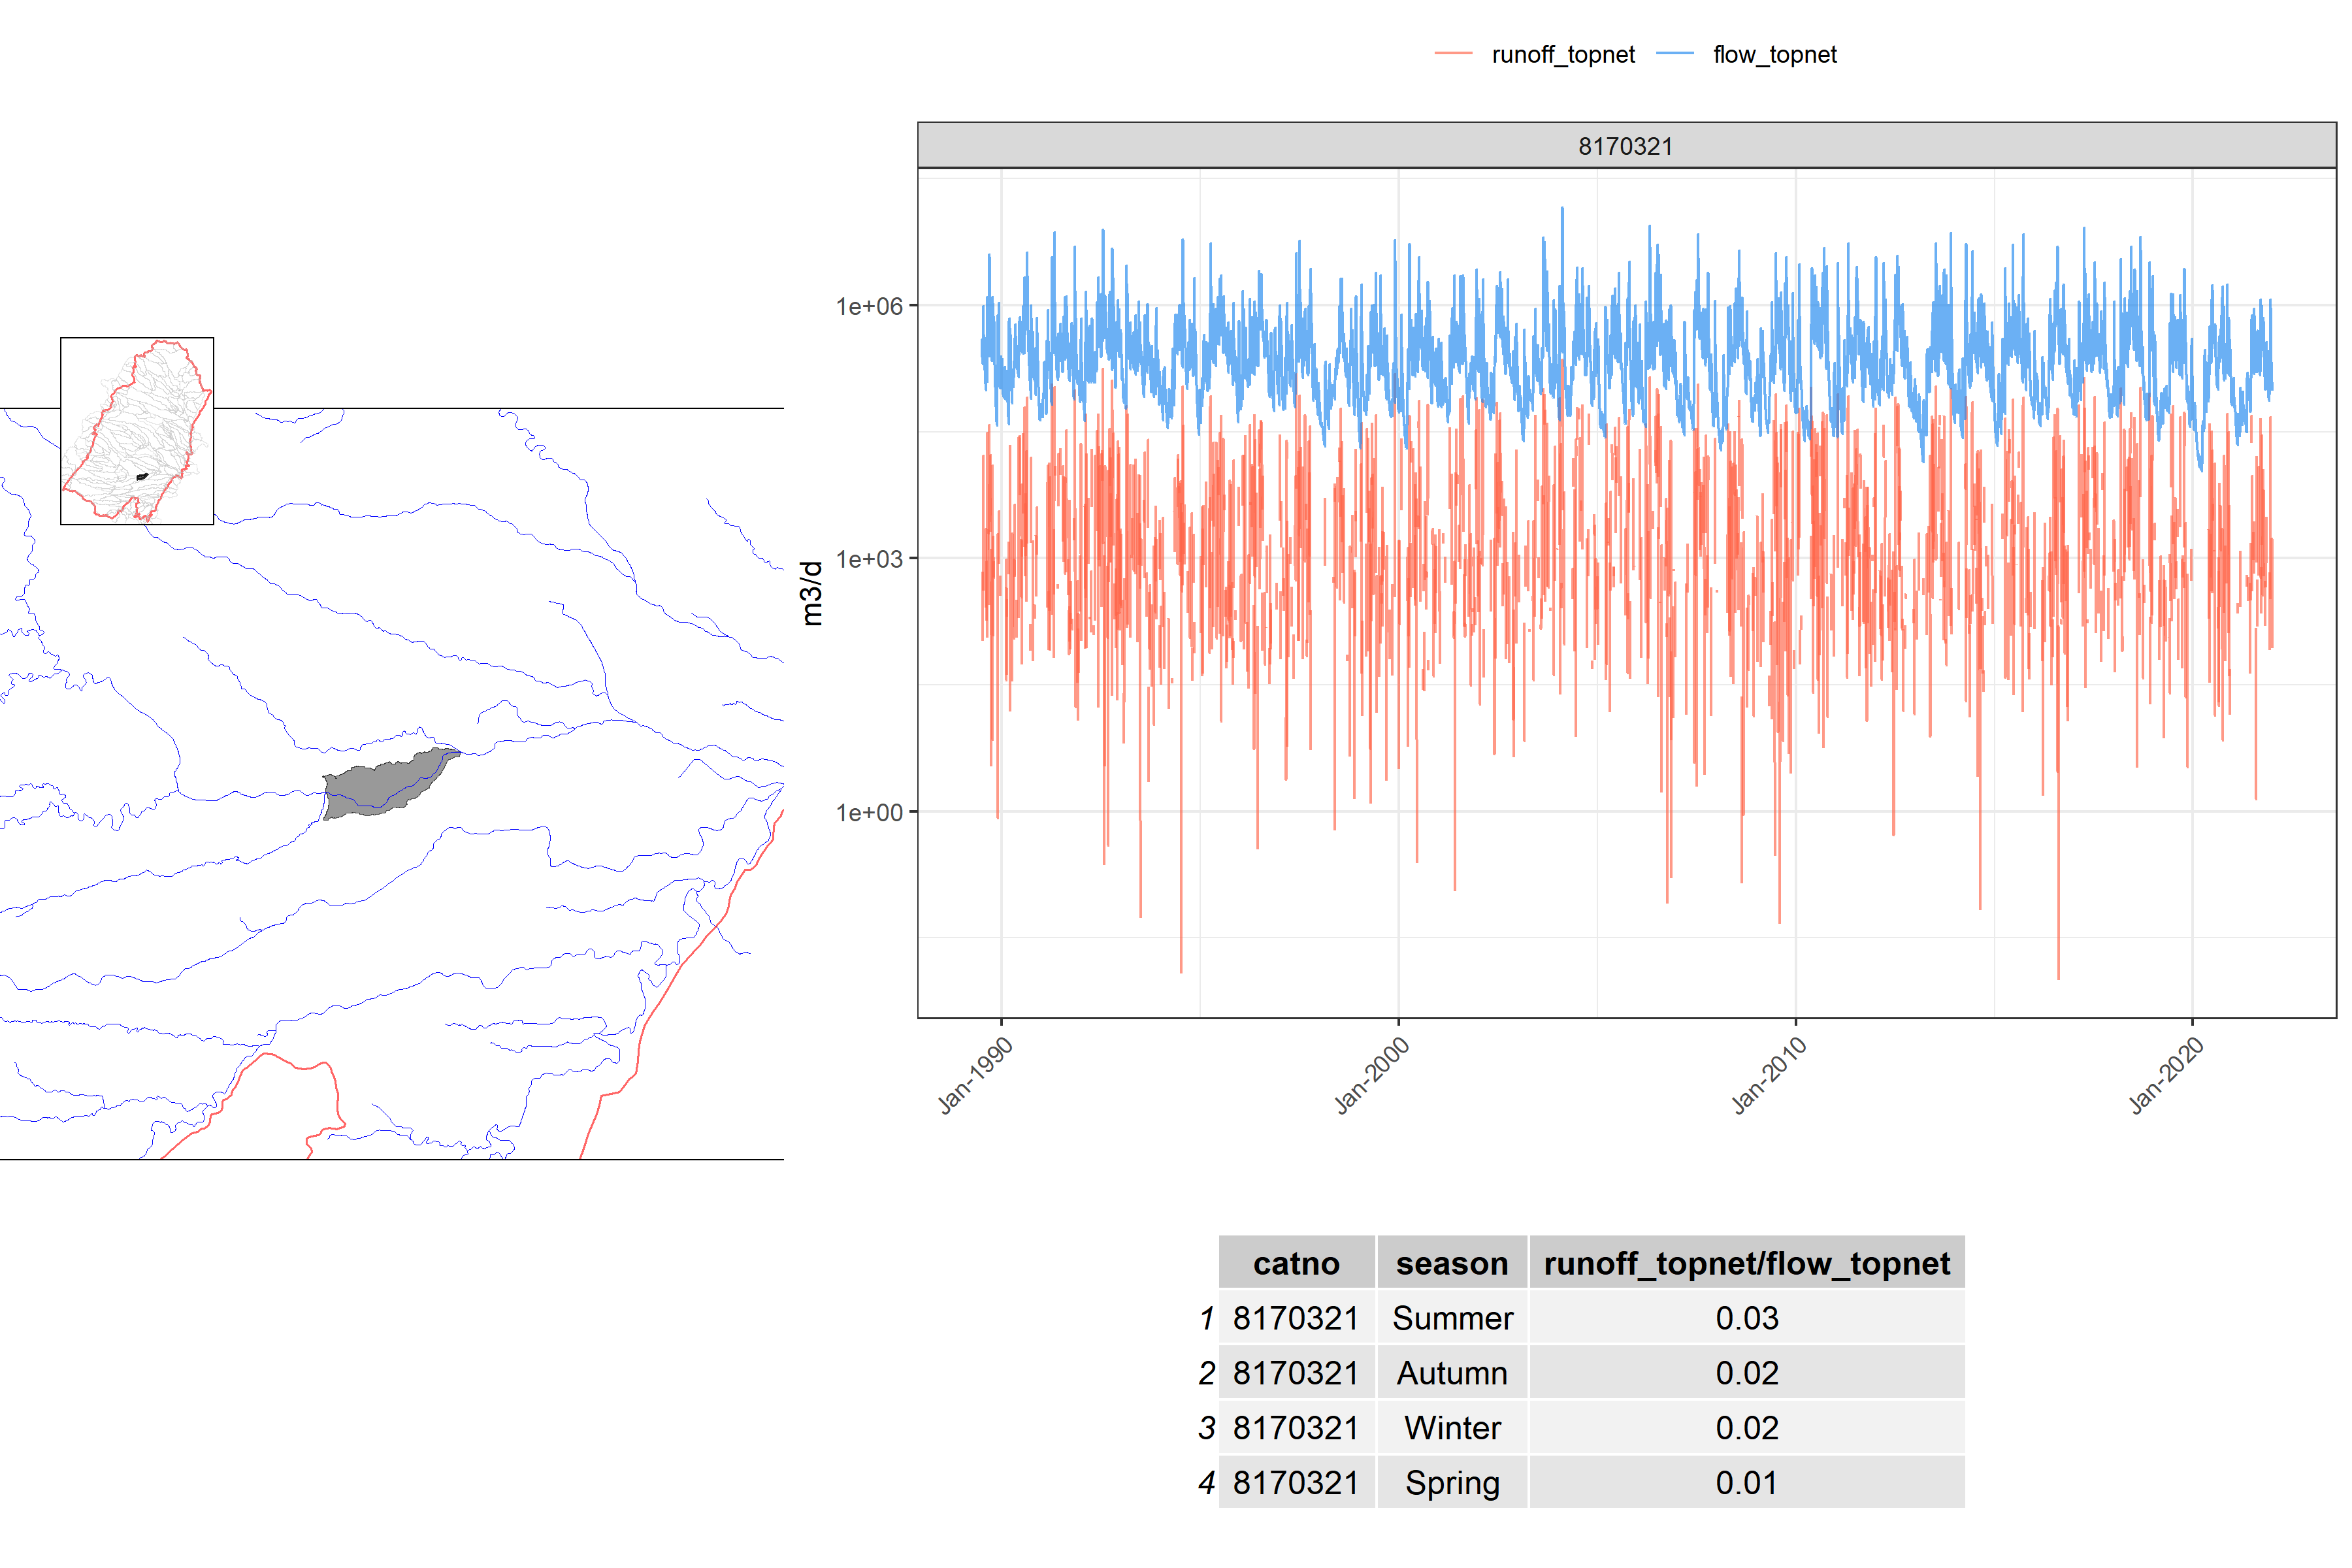 runoff_topnet flow_topnet
8170321
m3/d
1e+06
1e+03
1e+00
Jan-1990 Jan-2000 Jan-2010 Jan-2020
catno season runoff_topnet/flow_topnet
1 8170321 Summer 0.03
2 8170321 Autumn 0.02
3 8170321 Winter 0.02
4 8170321 Spring 0.01